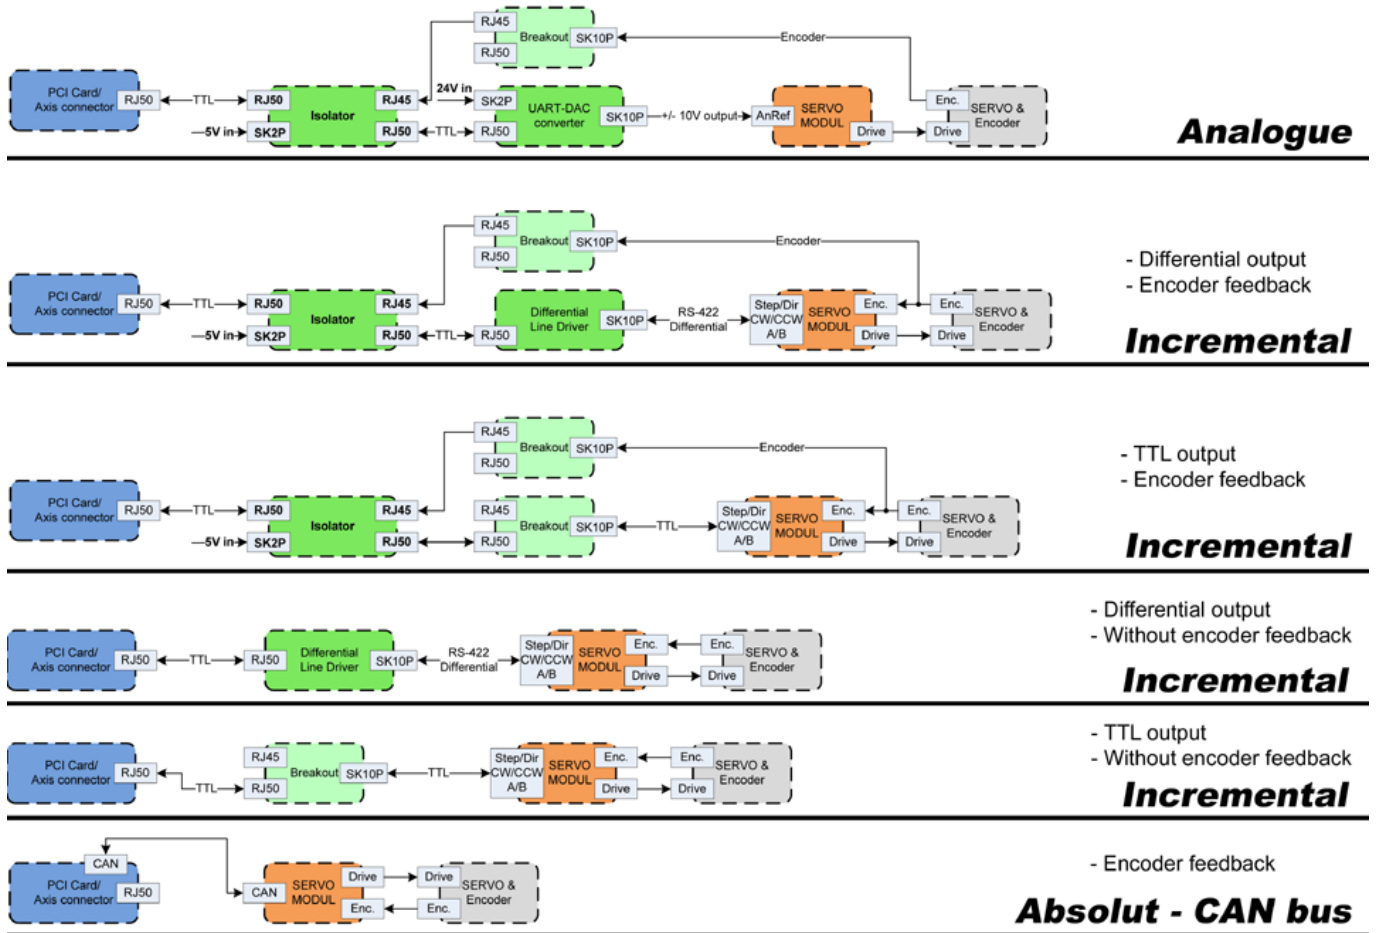 RJ45
Breakout
SK10P
Encoder
RJ50
PCI Card/
Axis connector
RJ50
TTL
RJ50
Isolator
RJ45
24V in
SK2P
UART-DAC
converter
SK10P
+/- 10V output
AnRef
SERVO
MODUL
Enc.
SERVO &
Encoder
5V in
SK2P
RJ50
TTL
RJ50
Drive
Drive
Analogue
RJ45
Breakout
SK10P
Encoder
RJ50
- Differential output
- Encoder feedback
PCI Card/
Axis connector
RJ50
TTL
RJ50
Isolator
RJ45
Differential
Line Driver
SK10P
RS-422
Differential
Step/Dir
CW/CCW
A/B
SERVO
MODUL
Enc.
Enc.
SERVO &
Encoder
5V in
SK2P
RJ50
TTL
RJ50
Drive
Drive
Incremental
RJ45
Breakout
SK10P
Encoder
RJ50
- TTL output
- Encoder feedback
PCI Card/
Axis connector
RJ50
TTL
RJ50
Isolator
RJ45
RJ45
Breakout
SK10P
TTL
Step/Dir
CW/CCW
A/B
SERVO
MODUL
Enc.
Enc.
SERVO &
Encoder
5V in
SK2P
RJ50
RJ50
Drive
Drive
Incremental
- Differential output
- Without encoder feedback
PCI Card/
Axis connector
RJ50
TTL
RJ50
Differential
Line Driver
SK10P
RS-422
Differential
Step/Dir
CW/CCW
A/B
SERVO
MODUL
Enc.
Enc.
SERVO &
Encoder
Drive
Drive
Incremental
- TTL output
- Without encoder feedback
PCI Card/
Axis connector
RJ50
TTL
RJ45
RJ50
Breakout
SK10P
TTL
Step/Dir
CW/CCW
A/B
SERVO
MODUL
Enc.
Enc.
SERVO &
Encoder
Drive
Drive
Incremental
CAN
PCI Card/
Axis connector
RJ50
CAN
SERVO
MODUL
Drive
Drive
SERVO &
Encoder
Enc.
Enc.
- Encoder feedback
Absolut - CAN bus